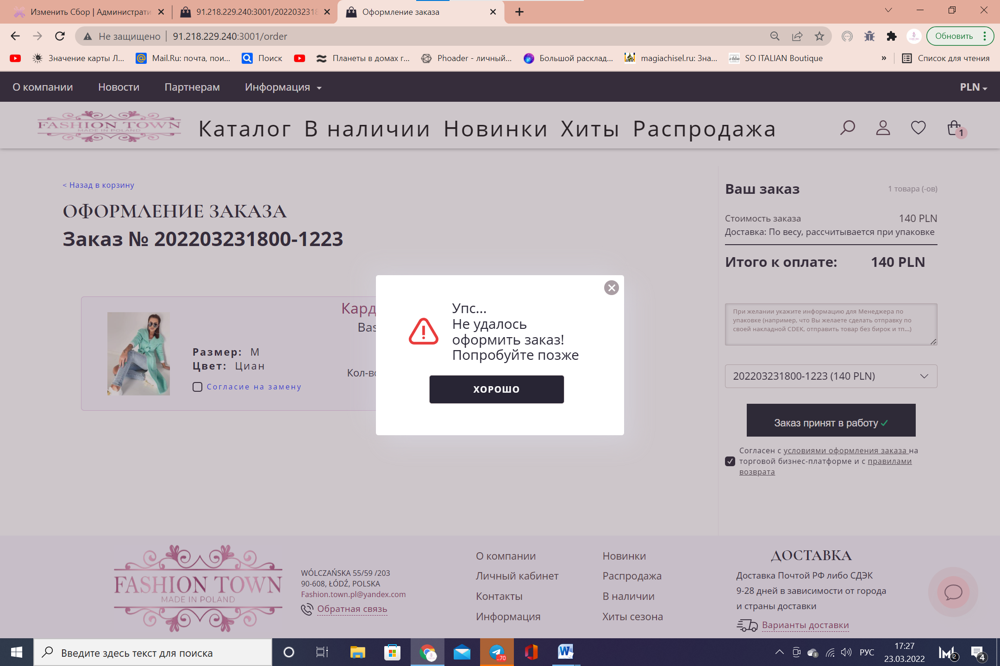 Изменить Сбор | Администрати
91.218.229.240:3001/2022032318
Оформление заказа
Не защищено
91.218.229.240:3001/order
Обновить
Значение карты Л...
Mail.Ru: почта, пои...
Поиск
Планеты в домах г...
Phoader - личный...
Большой расклад...
magiachisel.ru: Зна...
SO ITALIAN Boutique
»
Список для чтения
О компании
Новости
Партнерам
Информация
PLN
FASHION TOWN
MADE IN POLAND
Каталог
В наличии
Новинки
Хиты
Распродажа
1
< Назад в корзину
ОФОРМЛЕНИЕ ЗАКАЗА
Заказ № 202203231800-1223
Кард
Bas
Размер: M
Цвет: Циан
Кол-во
Согласие на замену
Упс...
Не удалось
оформить заказ!
Попробуйте позже
ХОРОШО
Ваш заказ
1 товара (-ов)
Стоимость заказа
140 PLN
Доставка: По весу, рассчитывается при упаковке
Итого к оплате:
140 PLN
При желании укажите информацию для Менеджера по
упаковке (например, что Вы желаете сделать отправку по
своей накладной CDEK, отправить товар без бирок и тп...)
202203231800-1223 (140 PLN)
Заказ принят в работу
Согласен с условиями оформления заказа на
торговой бизнес-платформе и с правилами
возврата
FASHION TOWN
MADE IN POLAND
WÓLCZAŃSKA 55/59 /203
90-608, ŁÓDŹ, POLSKA
Fashion.town.pl@yandex.com
Обратная связь
О компании
Личный кабинет
Контакты
Информация
Новинки
Распродажа
В наличии
Хиты сезона
ДОСТАВКА
Доставка Почтой РФ либо СДЭК
9-28 дней в зависимости от города
и страны доставки
Варианты доставки
Введите здесь текст для поиска
..70
РУС
17:27
23.03.2022
2
4